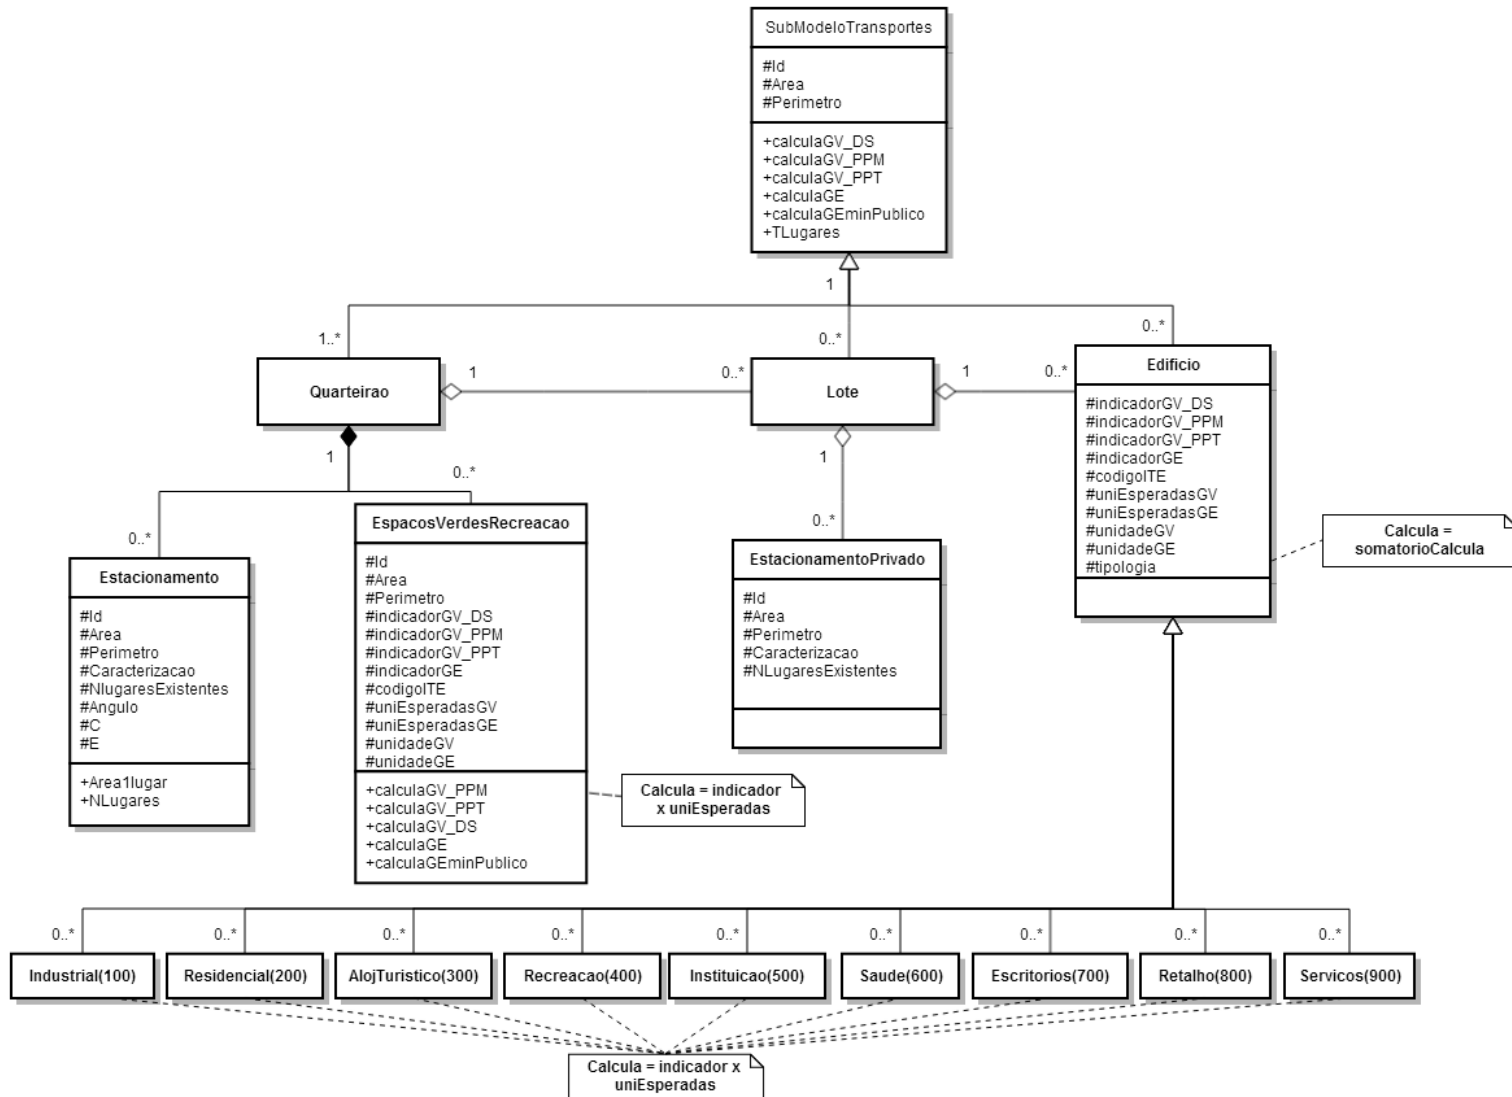 SubModeloTransportes
#Id
#Area
#Perimetro
+calculaGV_DS
+calculaGV_PPM
+calculaGV_PPT
+calculaGE
+calculaGEminPublico
+TLugares
1
1..*
0..*
0..*
Quarteirao
1
0..*
Lote
1
0..*
Edificio
#indicadorGV_DS
#indicadorGV_PPM
#indicadorGV_PPT
#indicadorGE
#codigoITE
#uniEsperadasGV
#uniEsperadasGE
#unidadeGV
#unidadeGE
#tipologia
Calcula =
somatorioCalcula
1
0..*
0..*
1
0..*
Estacionamento
#Id
#Area
#Perimetro
#Caracterizacao
#NlugaresExistentes
#Angulo
#C
#E
+Area1lugar
+NLugares
EspacosVerdesRecreacao
#Id
#Area
#Perimetro
#indicadorGV_DS
#indicadorGV_PPM
#indicadorGV_PPT
#indicadorGE
#codigoITE
#uniEsperadasGV
#uniEsperadasGE
#unidadeGV
#unidadeGE
+calculaGV_PPM
+calculaGV_PPT
+calculaGV_DS
+calculaGE
+calculaGEminPublico
Calcula = indicador
x uniEsperadas
EstacionamentoPrivado
#Id
#Area
#Perimetro
#Caracterizacao
#NLugaresExistentes
0..*
0..*
0..*
0..*
0..*
0..*
0..*
0..*
0..*
Industrial(100)
Residencial(200)
AlojTuristico(300)
Recreacao(400)
Instituicao(500)
Saude(600)
Escritorios(700)
Retalho(800)
Servicos(900)
Calcula = indicador x
uniEsperadas